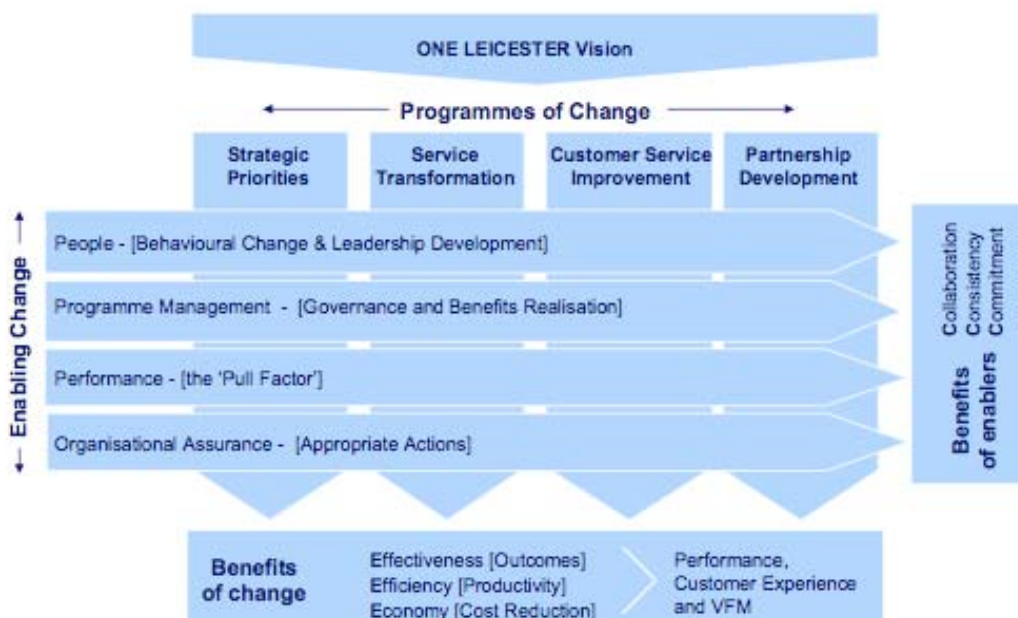 ONE LEICESTER Vision
Programmes of Change
Strategic
Priorities
Service
Transformation
Customer Service
Improvement
Partnership
Development
Enabling Change
People - [Behavioural Change & Leadership Development]
Programme Management - [Governance and Benefits Realisation]
Performance - [the 'Pull Factor']
Organisational Assurance - [Appropriate Actions]
Collaboration
Consistency
Commitment
Benefits
of enablers
Benefits
of change
Effectiveness [Outcomes]
Efficiency [Productivity]
Economy [Cost Reduction]
Performance,
Customer Experience
and VFM